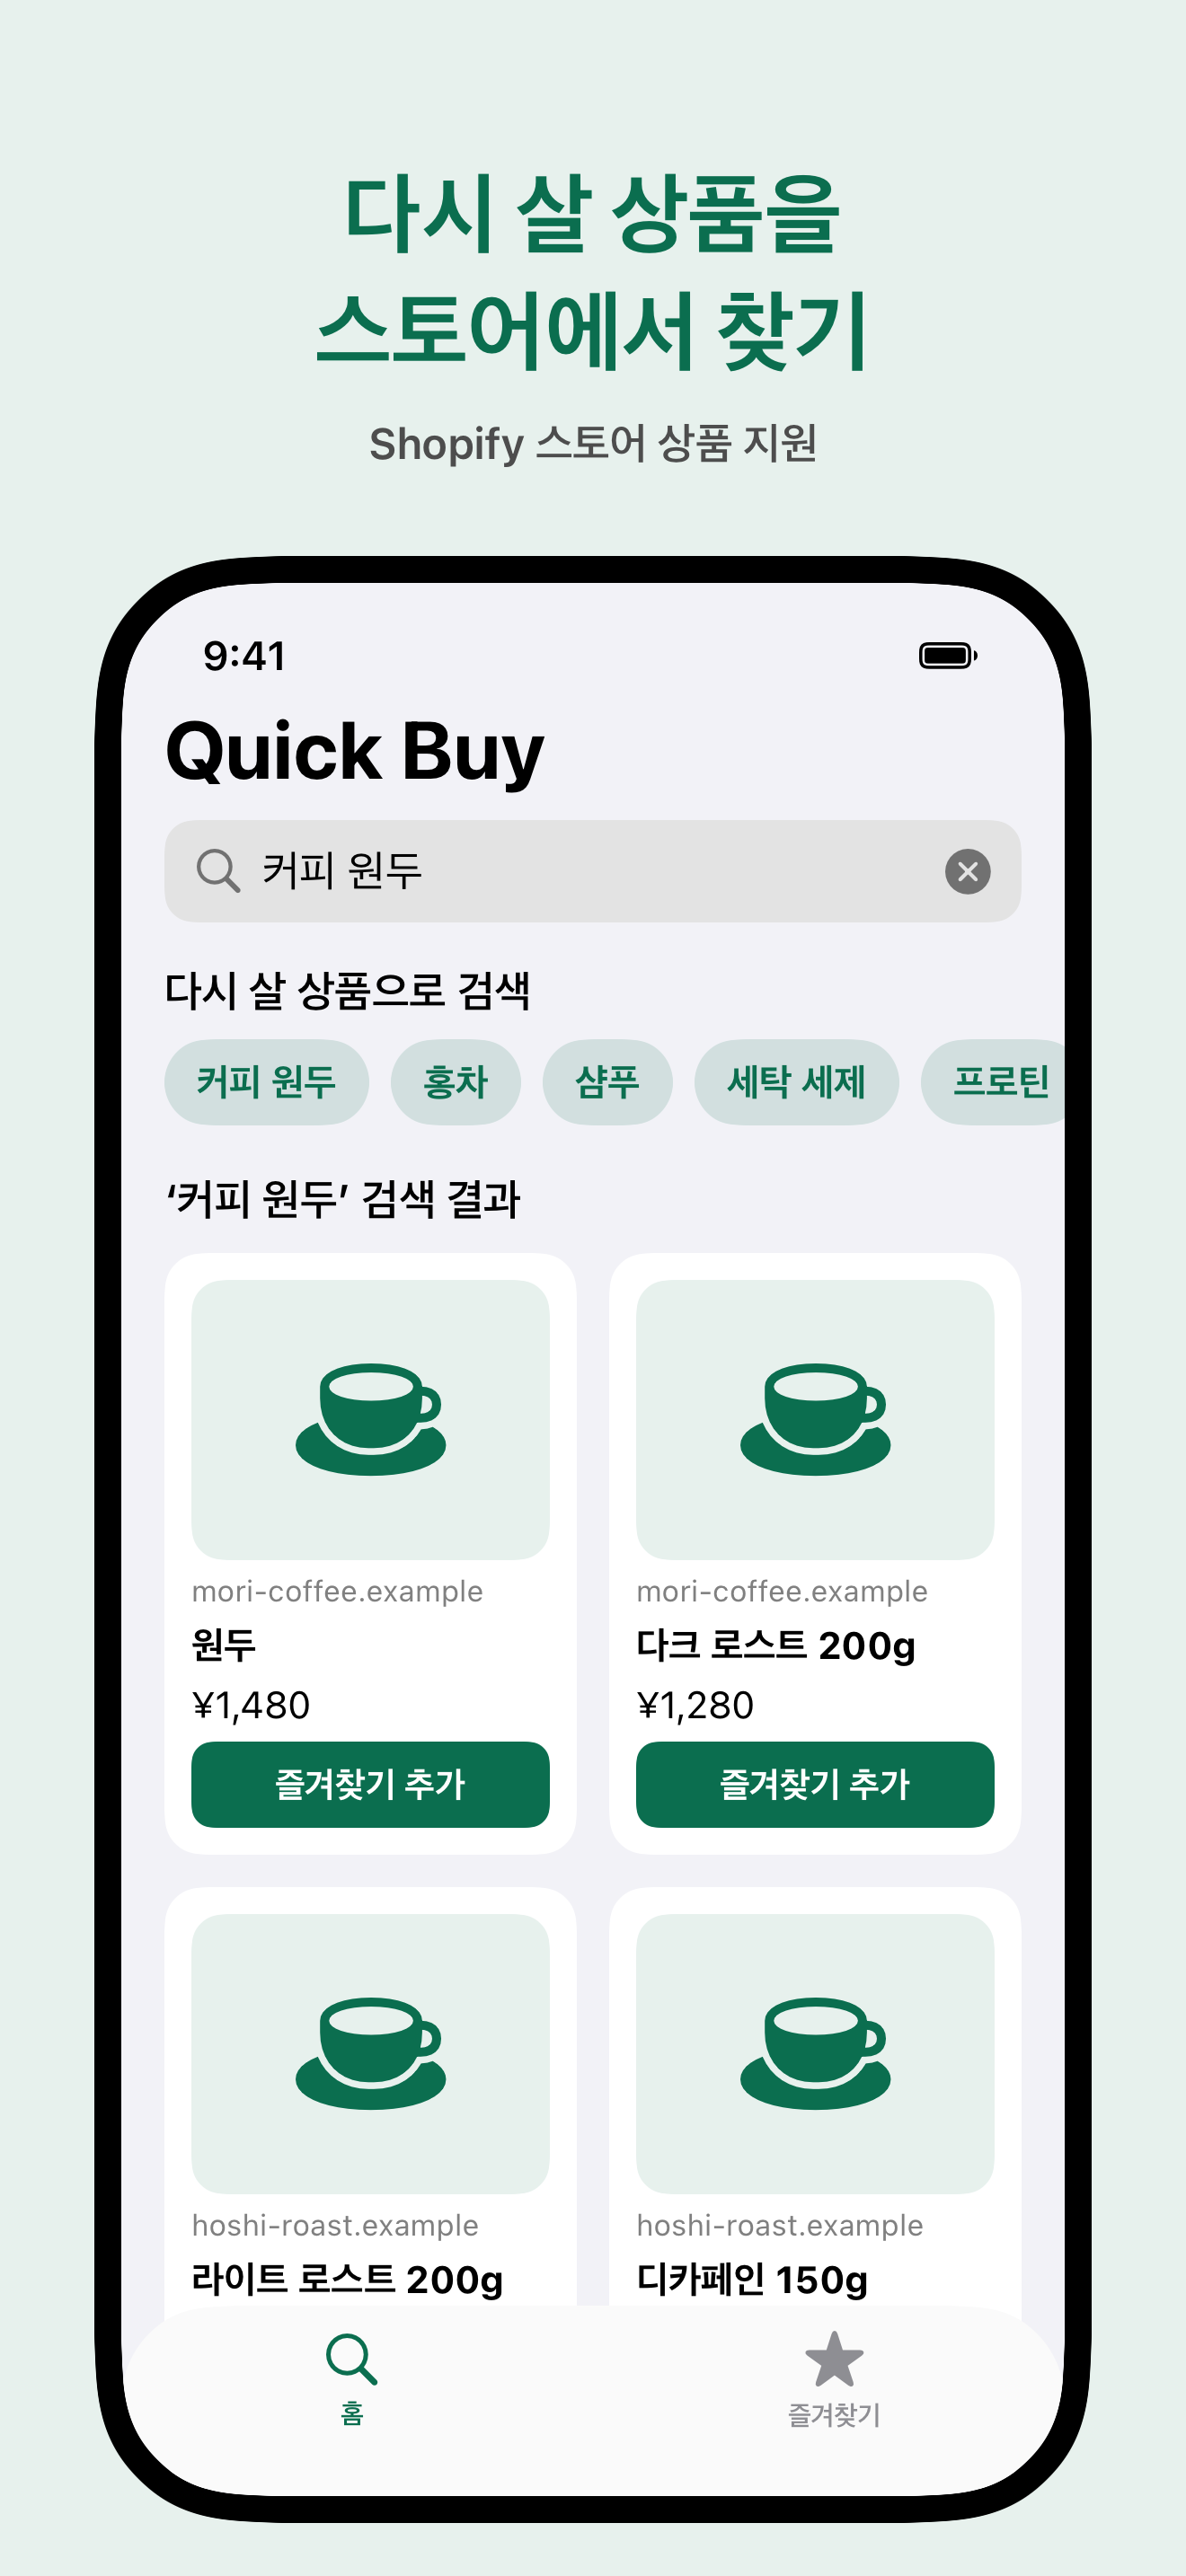 다시 살 상품을
스토어에서 찾기
Shopify 스토어 상품 지원
9:41
Quick Buy
커피 원두
다시 살 상품으로 검색
커피 원두 홍차 샴푸 세탁 세제 프로틴
‘커피 원두’ 검색 결과
mori-coffee.example
원두
¥1,480
즐겨찾기 추가
mori-coffee.example
다크 로스트 200g
¥1,280
즐겨찾기 추가
hoshi-roast.example
라이트 로스트 200g
hoshi-roast.example
디카페인 150g
홈
즐겨찾기